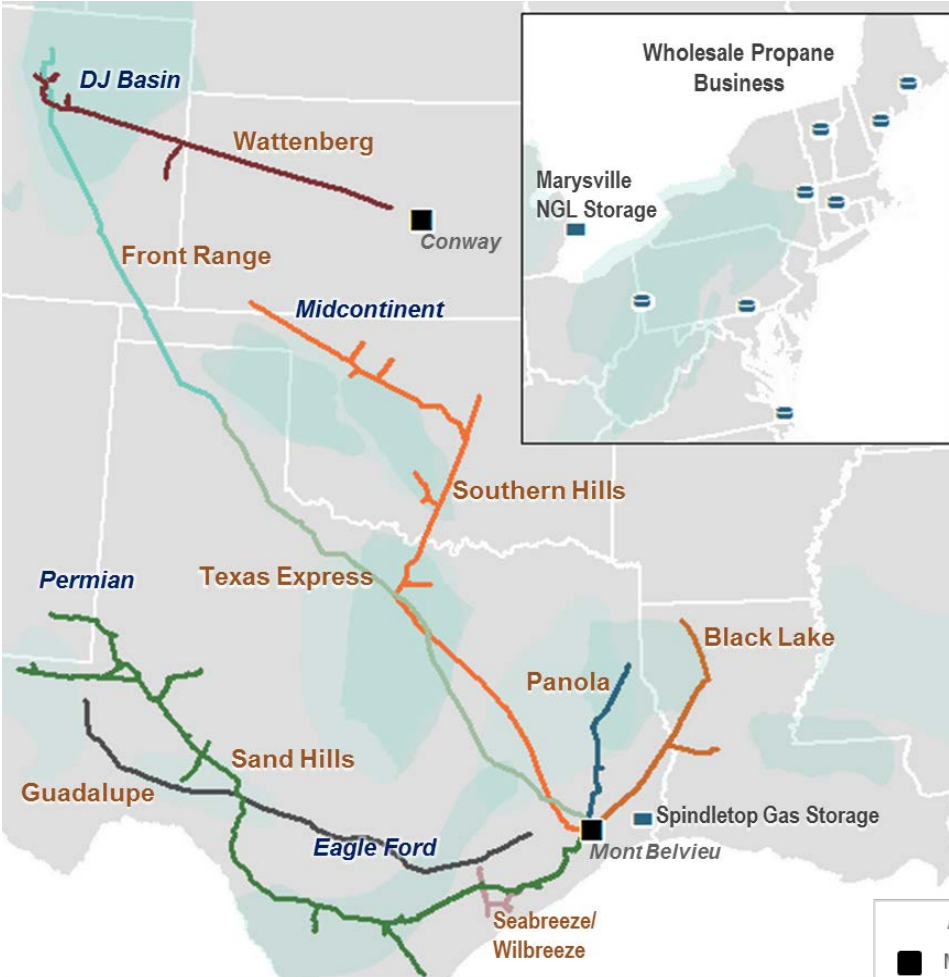 DJ Basin
Wholesale Propane
Business
Wattenberg
Marysville
NGL Storage
Conway
Front Range
Midcontinent
Southern Hills
Texas Express
Permian
Black Lake
Panola
Sand Hills
Guadalupe
Spindletop Gas Storage
Eagle Ford
Mont Belvieu
Seabreeze/
Wilbreeze